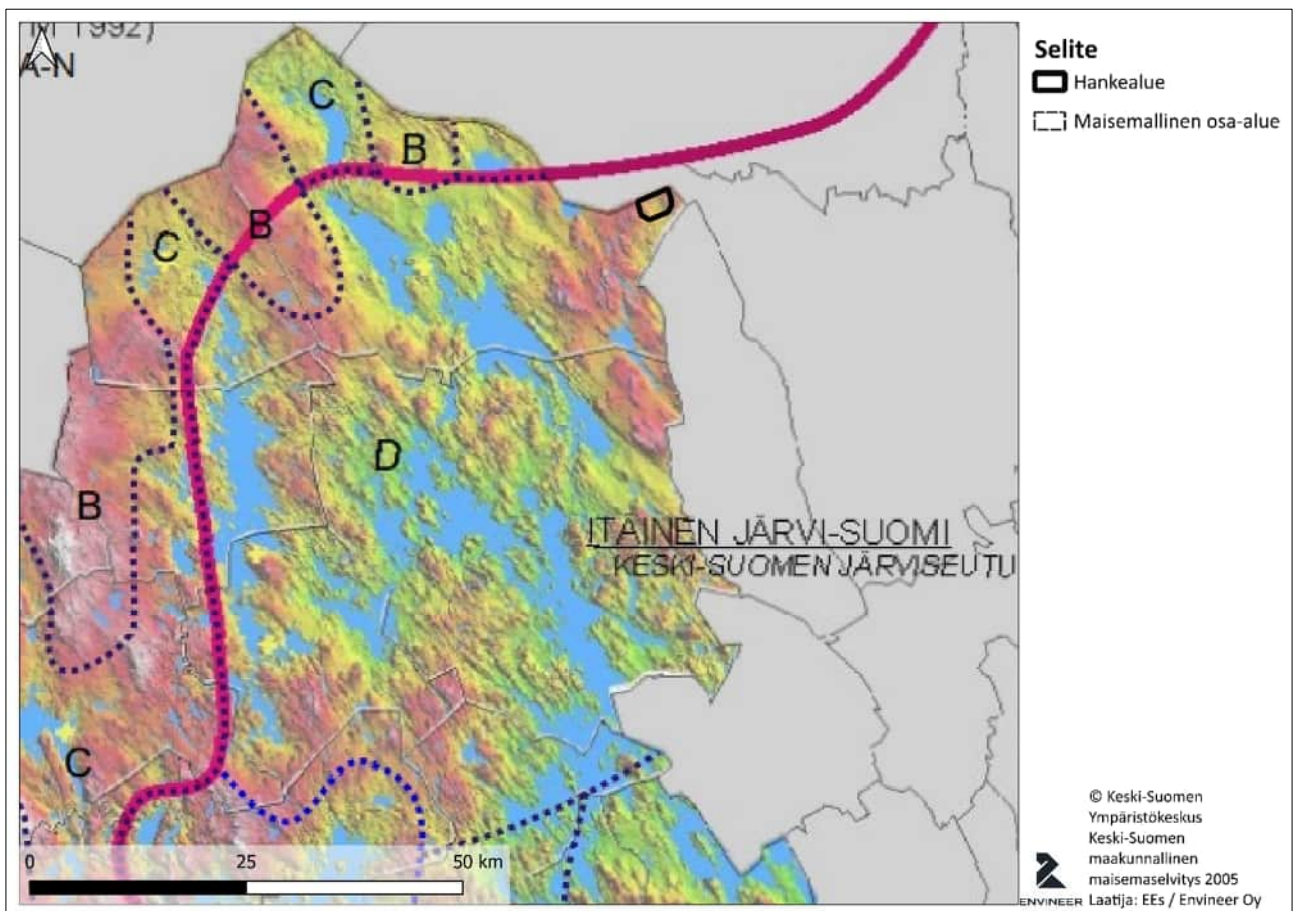 M 1992)
A-N
C
B
B
C
D
B
C
ITÄINEN JÄRVI-SUOMI
KESKI-SUOMEN JÄRVISEUTU
0 25 50 km
Selite
Hankealue
Maisemallinen osa-alue
© Keski-Suomen
Ympäristökeskus
Keski-Suomen
maakunnallinen
maisemaselvitys 2005
Laatija: EEs / Envineer Oy
ENVINEER